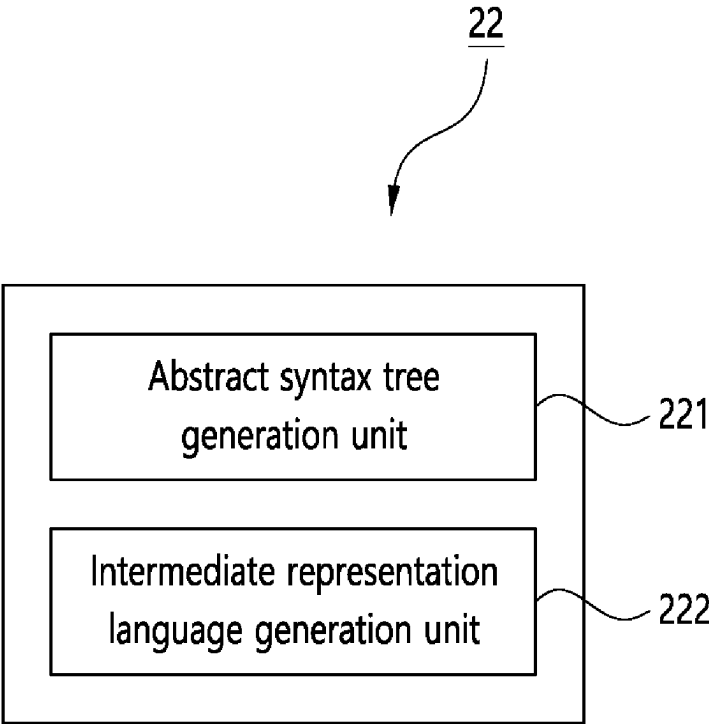 22
Abstract syntax tree
generation unit
221
Intermediate representation
language generation unit
222